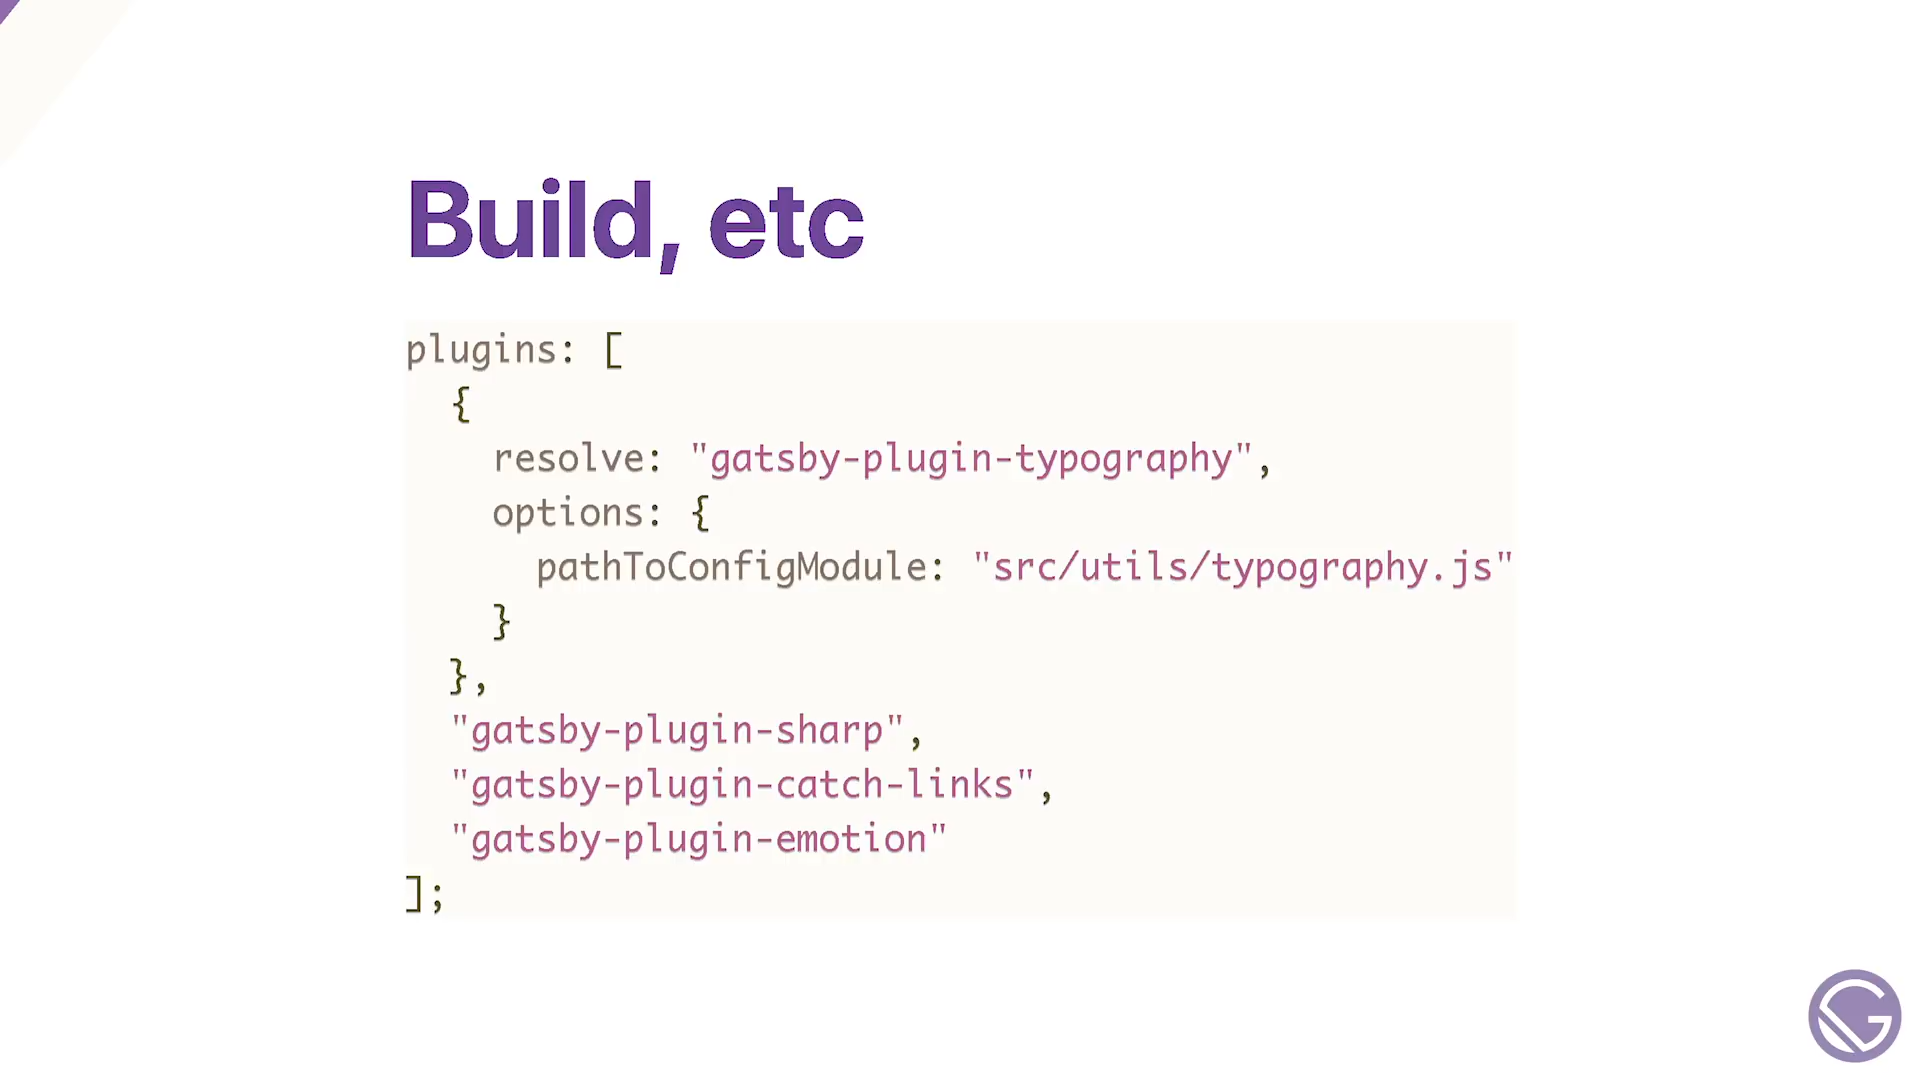 Build, etc
plugins: [
  {
    resolve: "gatsby-plugin-typography",
    options: {
      pathToConfigModule: "src/utils/typography.js"
    }
  },
  "gatsby-plugin-sharp",
  "gatsby-plugin-catch-links",
  "gatsby-plugin-emotion"
];